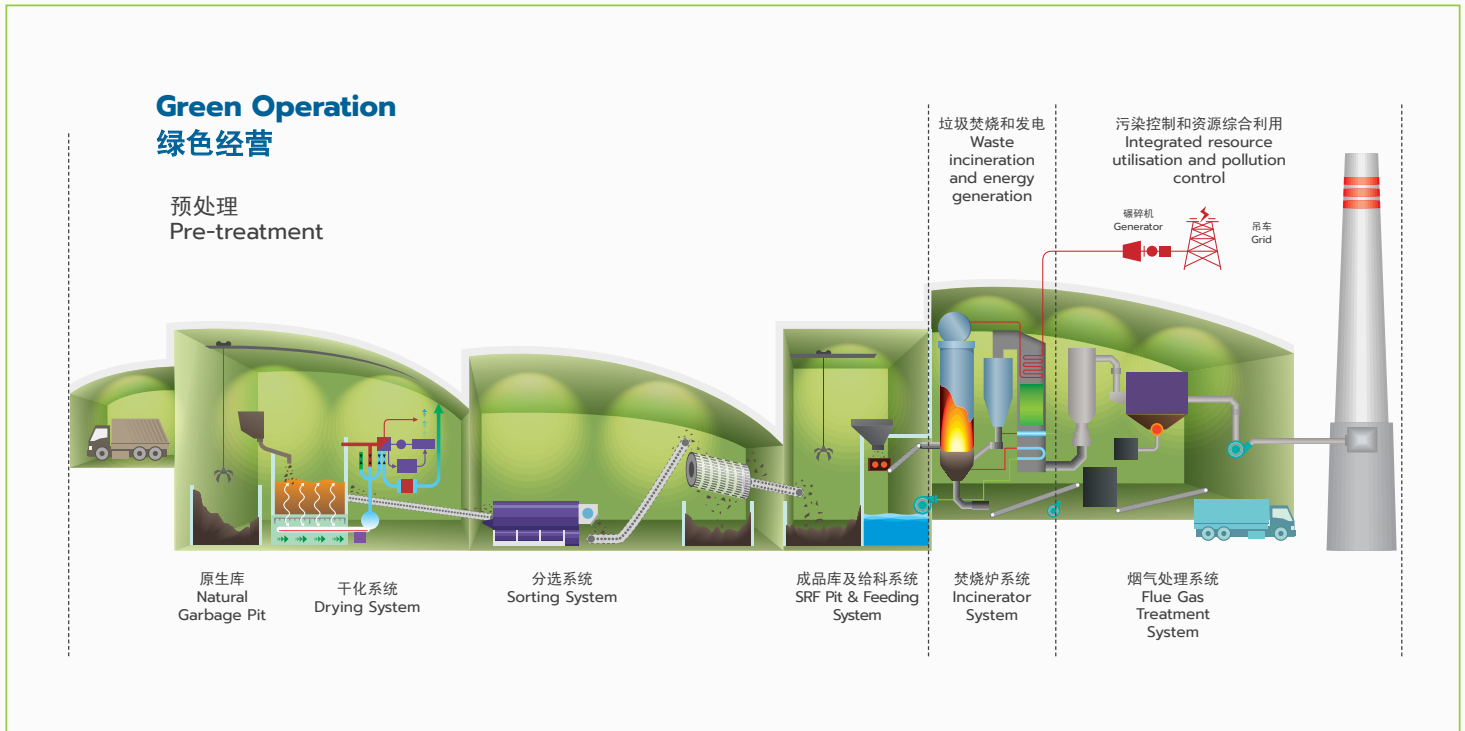 Green Operation
绿色经营
预处理
Pre-treatment
垃圾焚烧和发电
Waste
incineration
and energy
generation
污染控制和资源综合利用
Integrated resource
utilisation and pollution
control
碾碎机
Generator
吊车
Grid
原生库
Natural
Garbage Pit
干化系统
Drying System
分选系统
Sorting System
成品库及给科系统
SRF Pit & Feeding
System
焚烧炉系统
Incinerator
System
烟气处理系统
Flue Gas
Treatment
System